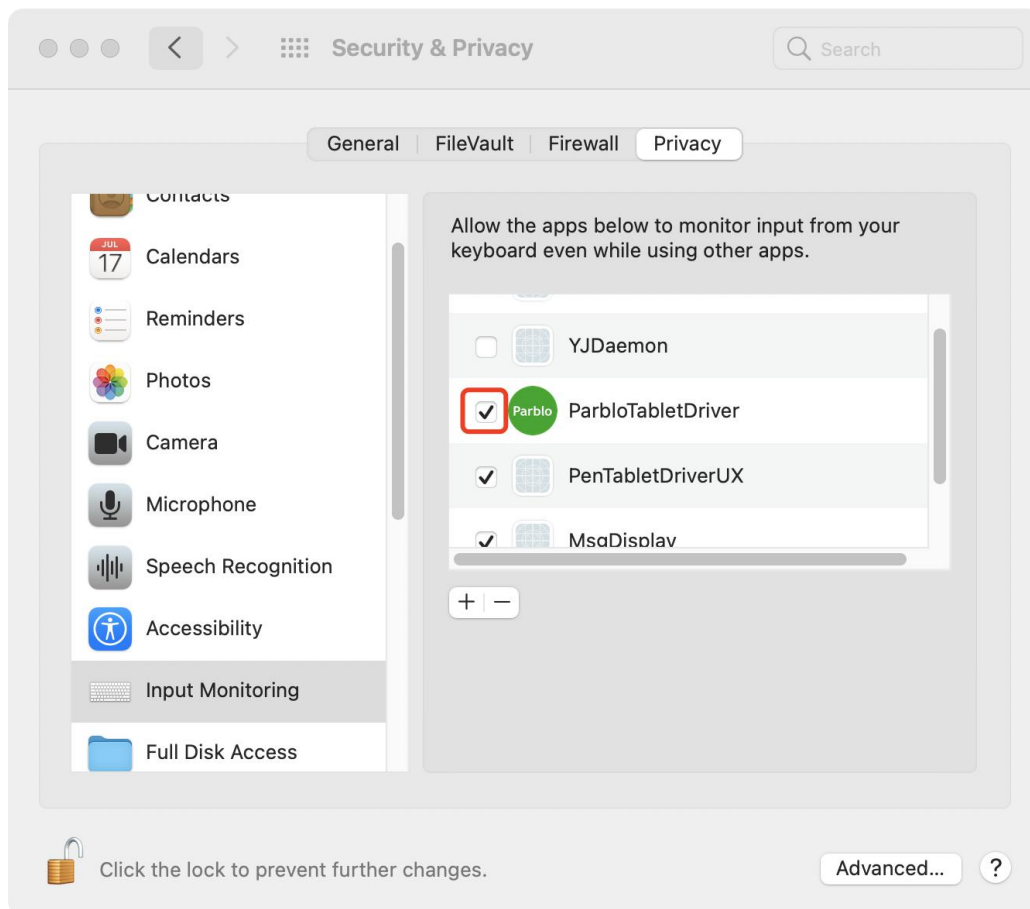 Security & Privacy
Search
General
FileVault
Firewall
Privacy
Contacts
JUL
17
Calendars
Reminders
Photos
Camera
Microphone
Speech Recognition
Accessibility
Input Monitoring
Full Disk Access
Allow the apps below to monitor input from your
keyboard even while using other apps.
YJDaemon
Parblo
ParbloTabletDriver
PenTabletDriverUX
MsgDisplay
Click the lock to prevent further changes.
Advanced...
?